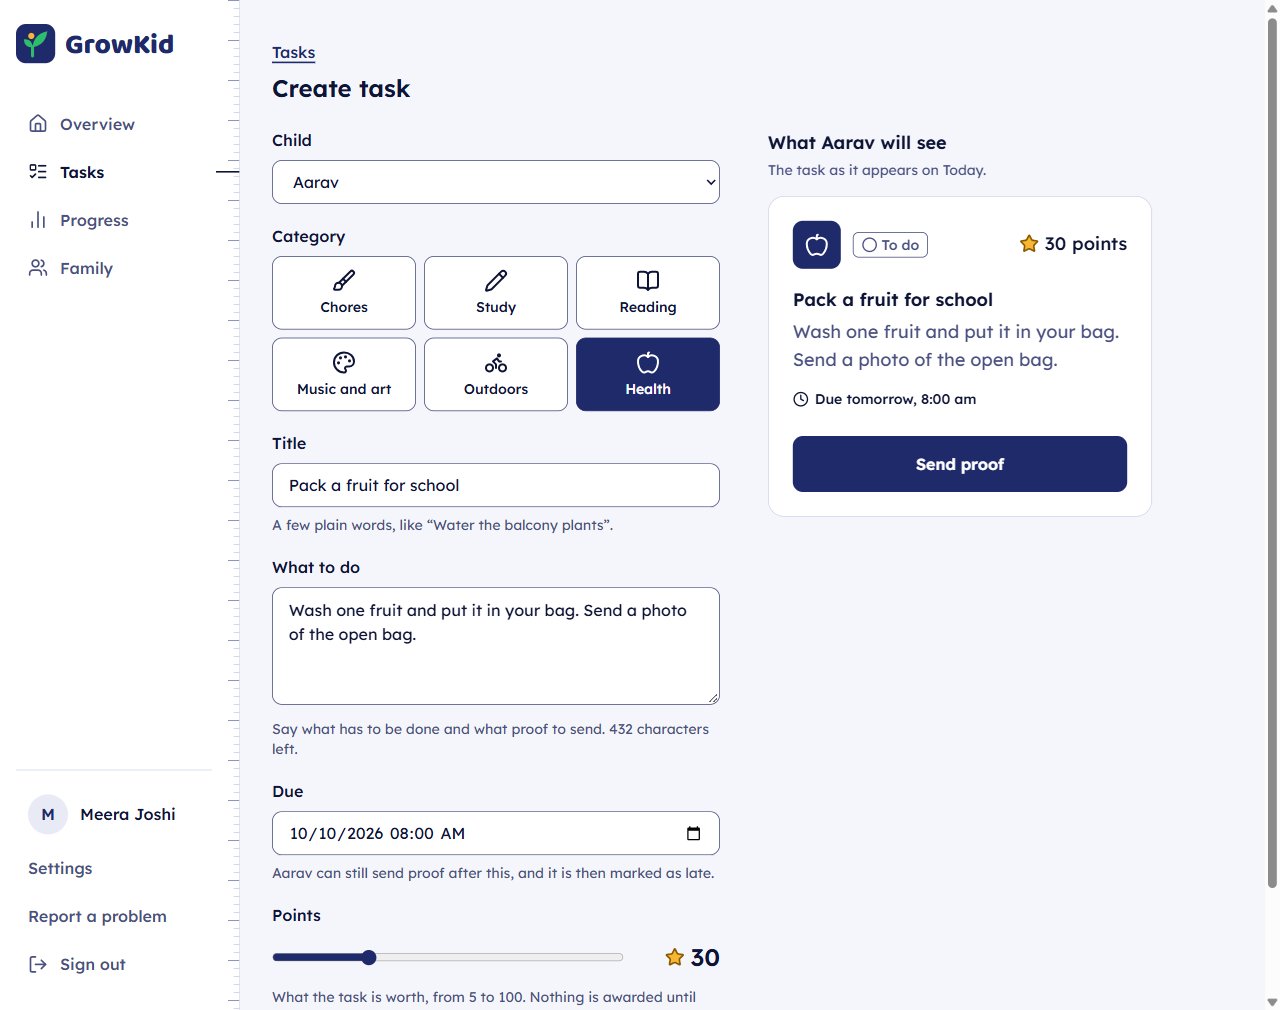 GrowKid
Overview
Tasks
Progress
Family
M
Meera Joshi
Settings
Report a problem
Sign out
Tasks
Create task
Child
Aarav
Category
Chores
Study
Reading
Music and art
Outdoors
Health
Title
Pack a fruit for school
A few plain words, like “Water the balcony plants”.
What to do
Wash one fruit and put it in your bag. Send a photo
of the open bag.
Say what has to be done and what proof to send. 432 characters
left.
Due
10/10/2026 08:00 AM
Aarav can still send proof after this, and it is then marked as late.
Points
30
What the task is worth, from 5 to 100. Nothing is awarded until
What Aarav will see
The task as it appears on Today.
To do
30 points
Pack a fruit for school
Wash one fruit and put it in your bag.
Send a photo of the open bag.
Due tomorrow, 8:00 am
Send proof